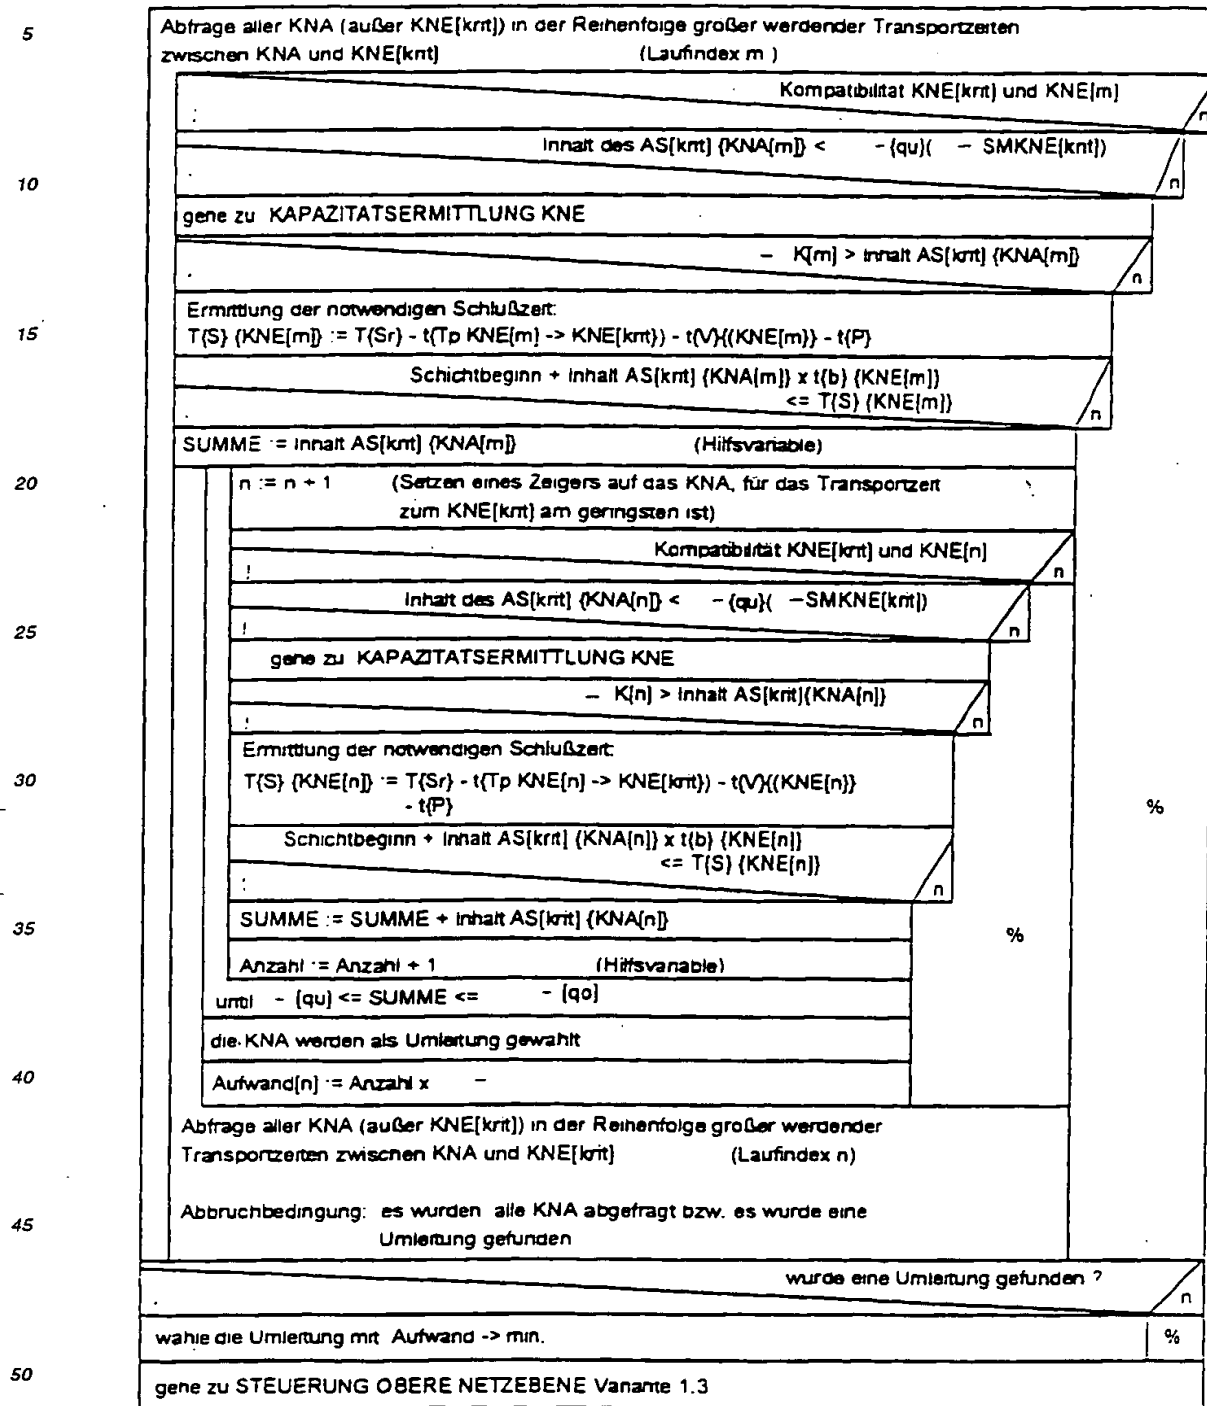 5
Abfrage aller KNA (außer KNE[krit]) in der Reihenfolge großer werdender Transportzeiten
zwischen KNA und KNE[krit] (Laufindex m )
Kompatibilitat KNE[krit] und KNE[m]
n
Inhalt des AS[krit] {KNA[m]} < - {qu}( - SMKNE[krit])
n
10
gehe zu KAPAZITATSERMITTLUNG KNE
- K[m] > Inhalt AS[krit] {KNA[m]}
n
Ermittlung der notwendigen Schlußzeit:
15
T{S} {KNE[m]} := T{Sr} - t{Tp KNE[m] -> KNE[krit}) - t{V}{(KNE[m}} - t{P}
Schichtbeginn + Inhalt AS[krit] {KNA[m]} x t{b} {KNE[m]}
<= T{S} {KNE[m]}
n
SUMME := Inhalt AS[krit] {KNA[m]} (Hilfsvariable)
20
n := n + 1 (Setzen eines Zeigers auf das KNA, für das Transportzeit
zum KNE[krit] am geringsten ist)
Kompatibilität KNE[krit] und KNE[n]
n
Inhalt des AS[krit] {KNA[n]} < - {qu}( -SMKNE[krit])
25
n
gehe zu KAPAZITATSERMITTLUNG KNE
- K[n] > Inhalt AS[krit]{KNA[n]}
n
Ermittlung der notwendigen Schlußzeit:
30
T{S} {KNE[n]} := T{Sr} - t{Tp KNE[n] -> KNE[krit}) - t{V}{(KNE[n}}
- t{P}
%
Schichtbeginn + Inhalt AS[krit] {KNA[n]} x t{b} {KNE[n]}
<= T{S} {KNE[n]}
n
35
SUMME := SUMME + Inhalt AS[krit] {KNA[n]}
%
Anzahl := Anzahl + 1 (Hilfsvariable)
until - {qu] <= SUMME <= - [qo]
die KNA werden als Umleitung gewahlt
40
Aufwand[n] := Anzahl x -
Abfrage aller KNA (außer KNE[krit]) in der Reihenfolge großer werdender
Transportzeiten zwischen KNA und KNE[krit] (Laufindex n)
45
Abbruchbedingung: es wurden alle KNA abgefragt bzw. es wurde eine
Umleitung gefunden
wurde eine Umleitung gefunden ?
n
wahle die Umleitung mit Aufwand -> min.
%
50
gehe zu STEUERUNG OBERE NETZEBENE Variante 1.3